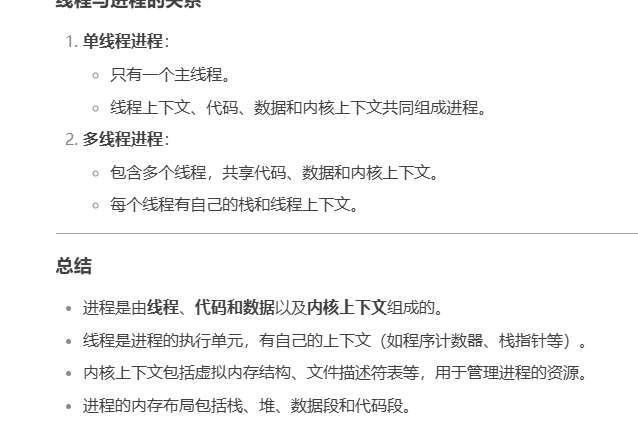 线程与进程的关系
1. 单线程进程：
○ 只有一个主线程。
○ 线程上下文、代码、数据和内核上下文共同组成进程。
2. 多线程进程：
○ 包含多个线程，共享代码、数据和内核上下文。
○ 每个线程有自己的栈和线程上下文。
总结
• 进程是由线程、代码和数据以及内核上下文组成的。
• 线程是进程的执行单元，有自己的上下文（如程序计数器、栈指针等）。
• 内核上下文包括虚拟内存结构、文件描述符表等，用于管理进程的资源。
• 进程的内存布局包括栈、堆、数据段和代码段。